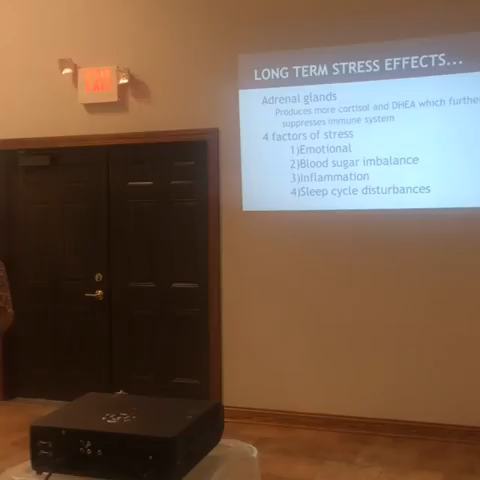 LONG TERM STRESS EFFECTS...
Adrenal glands
Produces more cortisol and DHEA which further
suppresses immune system
4 factors of stress
1)Emotional
2)Blood sugar imbalance
3)Inflammation
4)Sleep cycle disturbances